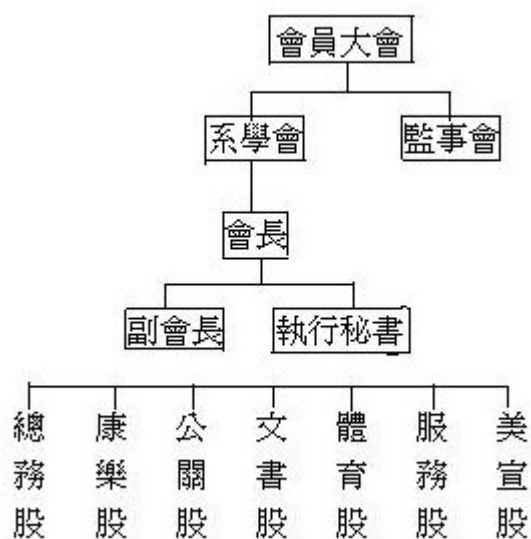 會員大會
系學會
監事會
會長
副會長
執行秘書
總務股
康樂股
公關股
文書股
體育股
服務股
美宣股